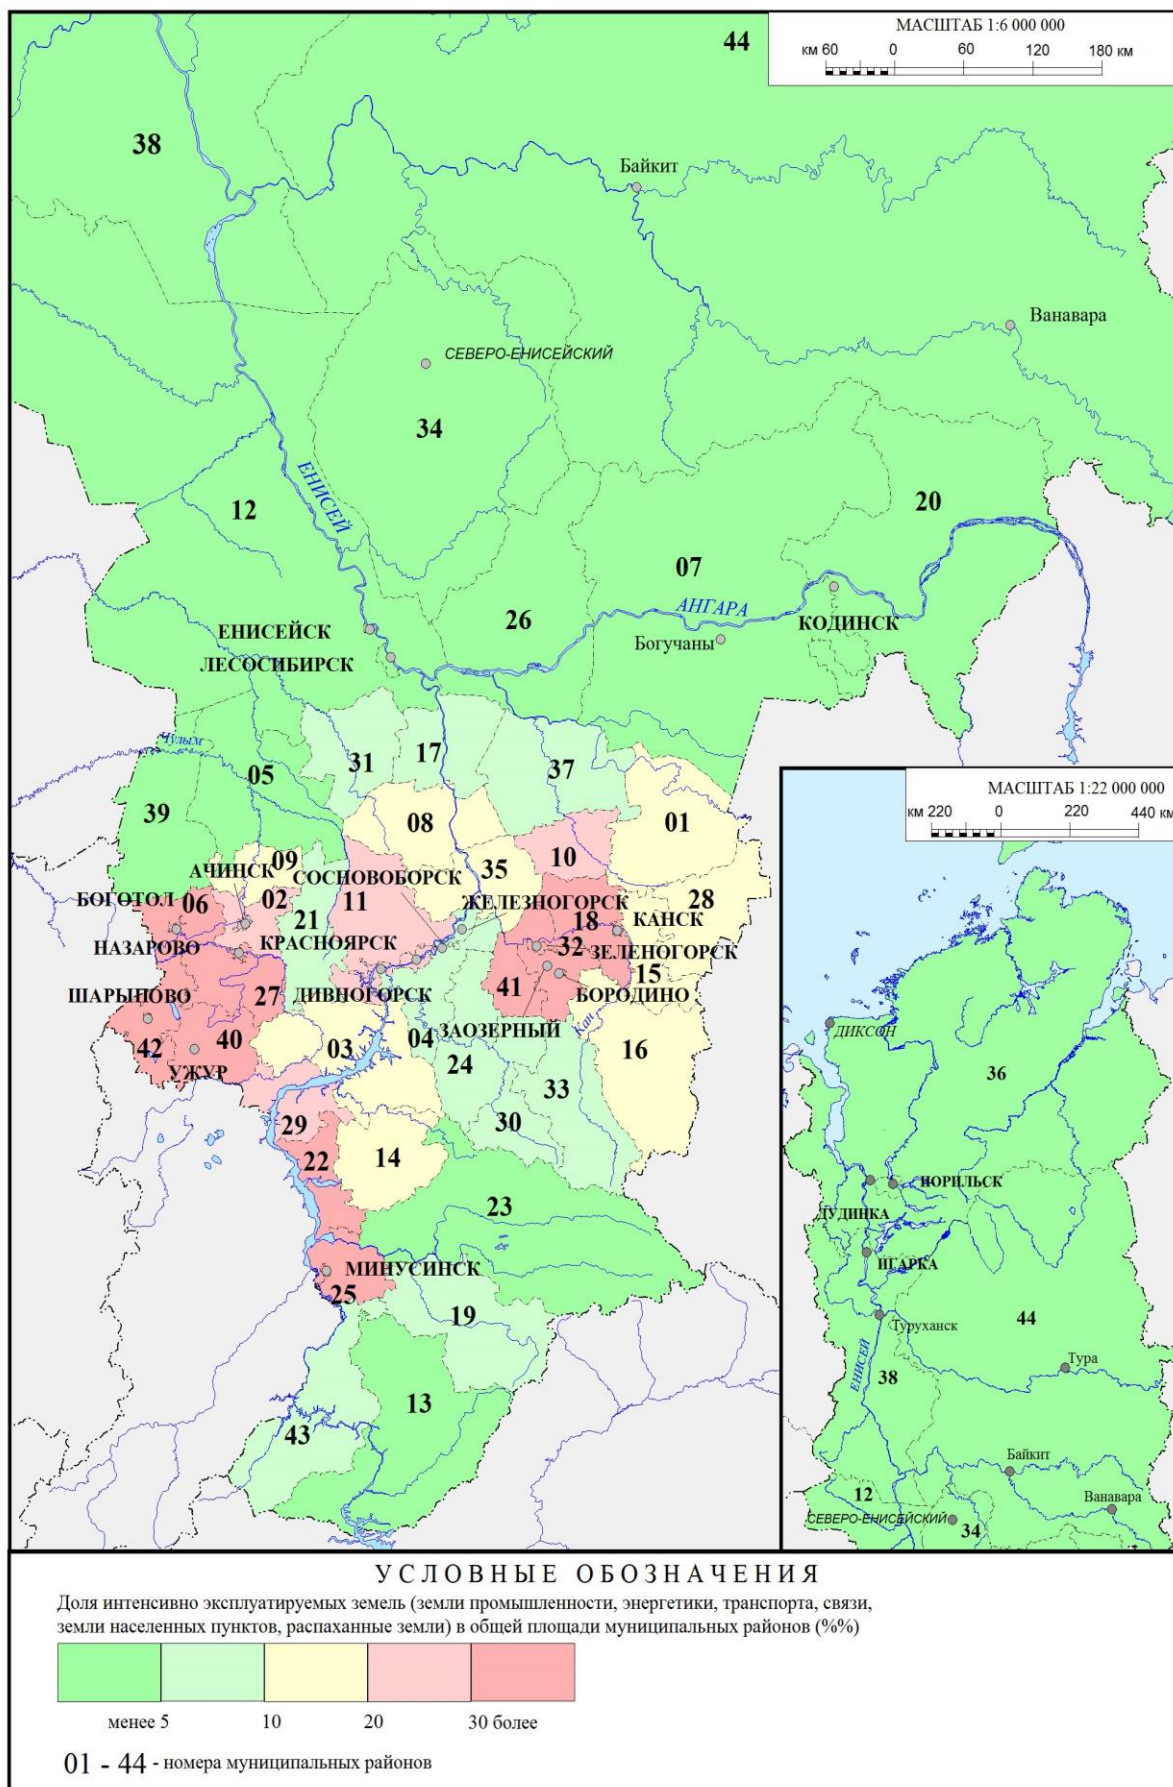 МАСШТАБ 1:6 000 000
км 60 0 60 120 180 км
44
38
Байкит
Ванавара
СЕВЕРО-ЕНИСЕЙСКИЙ
34
ЕНИСЕЙ
20
12
07
26
АНГАРА
КОДИНСК
ЕНИСЕЙСК
Богучаны
ЛЕСОСИБИРСК
Чулым
31
17
37
05
39
08
01
09
35
10
АЧИНСК
СОСНОВОБОРСК
БОГОТОЛ
06
02
21
11
ЖЕЛЕЗНОГОРСК
28
18
КАНСК
НАЗАРОВО
КРАСНОЯРСК
32
ЗЕЛЕНОГОРСК
15
ШАРЫПОВО
27
ДИВНОГОРСК
41
БОРОДИНО
ЗАОЗЕРНЫЙ
Кан
42
40
03
04
24
16
УЖУР
33
29
30
22
14
23
МИНУСИНСК
25
19
13
43
МАСШТАБ 1:22 000 000
км 220 0 220 440 км
ДИКСОН
36
НОРИЛЬСК
ДУДИНКА
ИГАРКА
Туруханск
44
ЕНИСЕЙ
Тура
38
Байкит
12
Ванавара
СЕВЕРО-ЕНИСЕЙСКИЙ
34
УСЛОВНЫЕ ОБОЗНАЧЕНИЯ
Доля интенсивно эксплуатируемых земель (земли промышленности, энергетики, транспорта, связи,
земли населенных пунктов, распаханные земли) в общей площади муниципальных районов (%%)
менее 5 10 20 30 более
01 - 44 - номера муниципальных районов